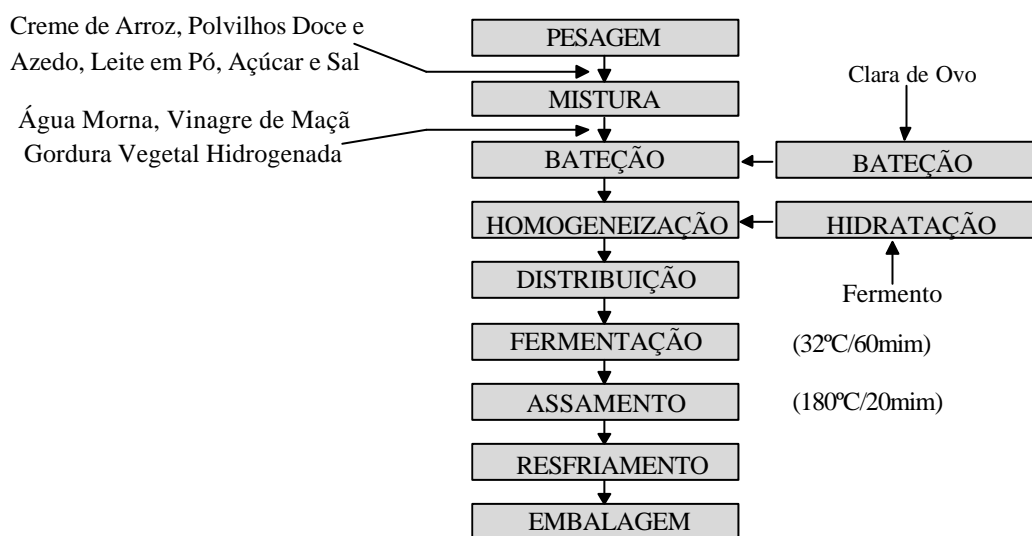 Creme de Arroz, Polvilhos Doce e
Azedo, Leite em Pó, Açúcar e Sal
PESAGEM
MISTURA
Clara de Ovo
Água Morna, Vinagre de Maçã
Gordura Vegetal Hidrogenada
BATEÇÃO
BATEÇÃO
HOMOGENEIZAÇÃO
HIDRATAÇÃO
DISTRIBUIÇÃO
Fermento
FERMENTAÇÃO
(32ºC/60mim)
ASSAMENTO
(180ºC/20mim)
RESFRIAMENTO
EMBALAGEM